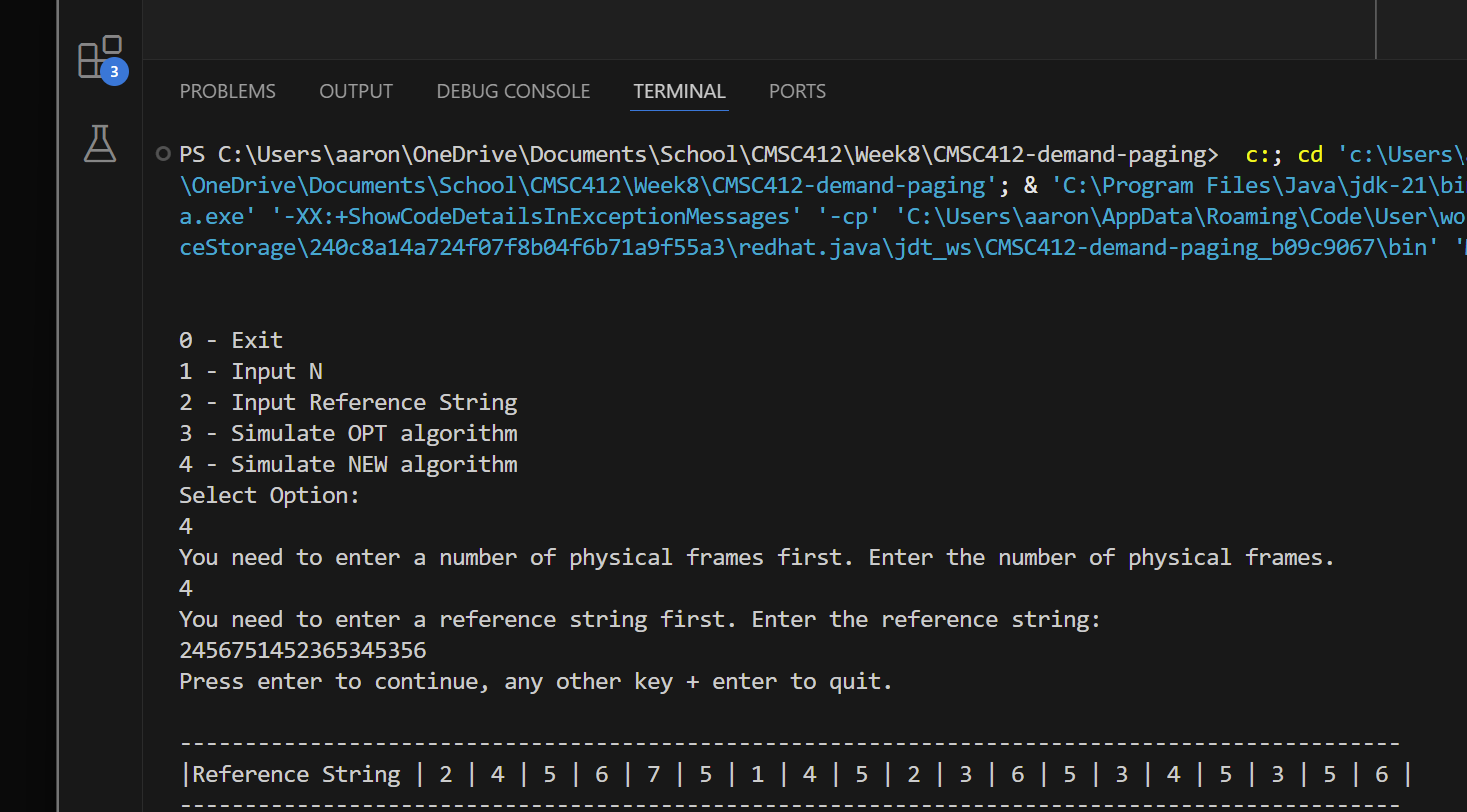 3
PROBLEMS OUTPUT DEBUG CONSOLE TERMINAL PORTS
PS C:\Users\aaron\OneDrive\Documents\School\CMSC412\Week8\CMSC412-demand-paging> c:; cd 'c:\Users\
\OneDrive\Documents\School\CMSC412\Week8\CMSC412-demand-paging'; & 'C:\Program Files\Java\jdk-21\bi
a.exe' '-XX:+ShowCodeDetailsInExceptionMessages' '-cp' 'C:\Users\aaron\AppData\Roaming\Code\User\wo
ceStorage\240c8a14a724f07f8b04f6b71a9f55a3\redhat.java\jdt_ws\CMSC412-demand-paging_b09c9067\bin' '
0 - Exit
1 - Input N
2 - Input Reference String
3 - Simulate OPT algorithm
4 - Simulate NEW algorithm
Select Option:
4
You need to enter a number of physical frames first. Enter the number of physical frames.
4
You need to enter a reference string first. Enter the reference string:
2456751452365345356
Press enter to continue, any other key + enter to quit.
----------------------------------------------------------------------------------------------
|Reference String | 2 | 4 | 5 | 6 | 7 | 5 | 1 | 4 | 5 | 2 | 3 | 6 | 5 | 3 | 4 | 5 | 3 | 5 | 6 |
----------------------------------------------------------------------------------------------